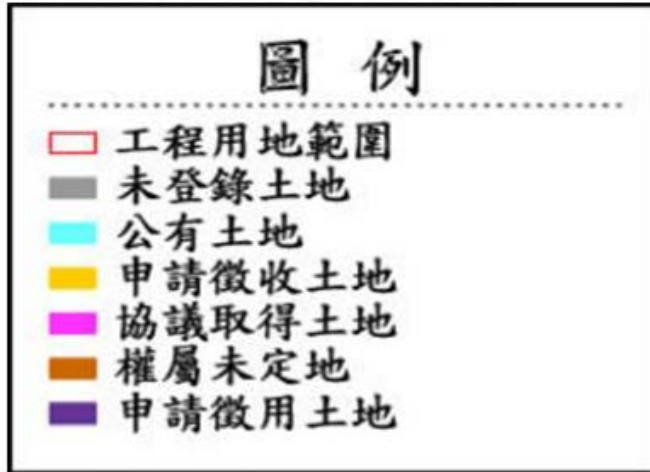 圖 例
工程用地範圍
未登錄土地
公有土地
申請徵收土地
協議取得土地
權屬未定地
申請徵用土地